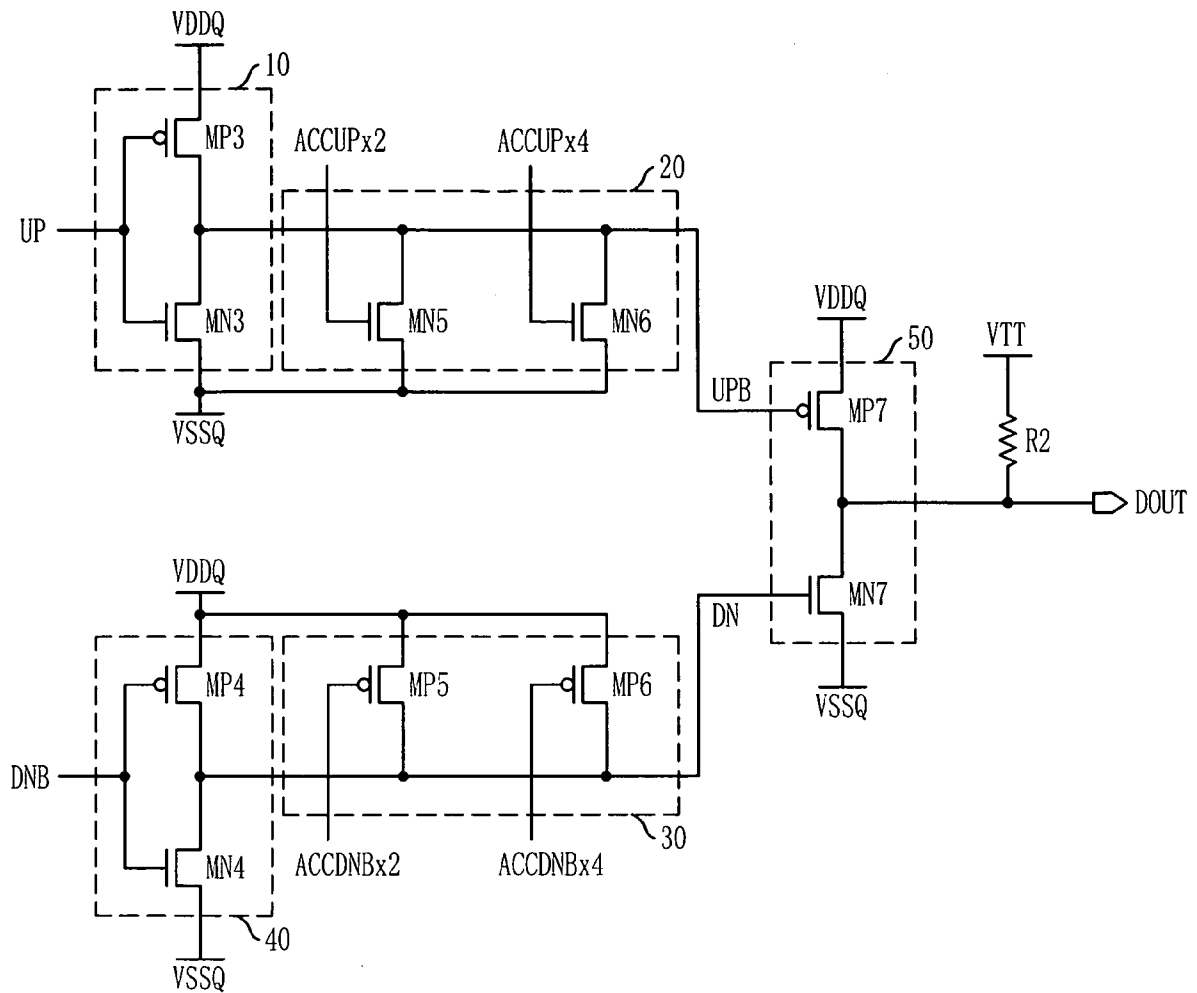 VDDQ
10
MP3
ACCUPx2
ACCUPx4
20
UP
MN3
MN5
MN6
VSSQ
VDDQ
50
VTT
UPB
MP7
R2
DOUT
VDDQ
DN
MN7
MP4
MP5
MP6
VSSQ
DNB
30
MN4
ACCDNBx2
ACCDNBx4
40
VSSQ